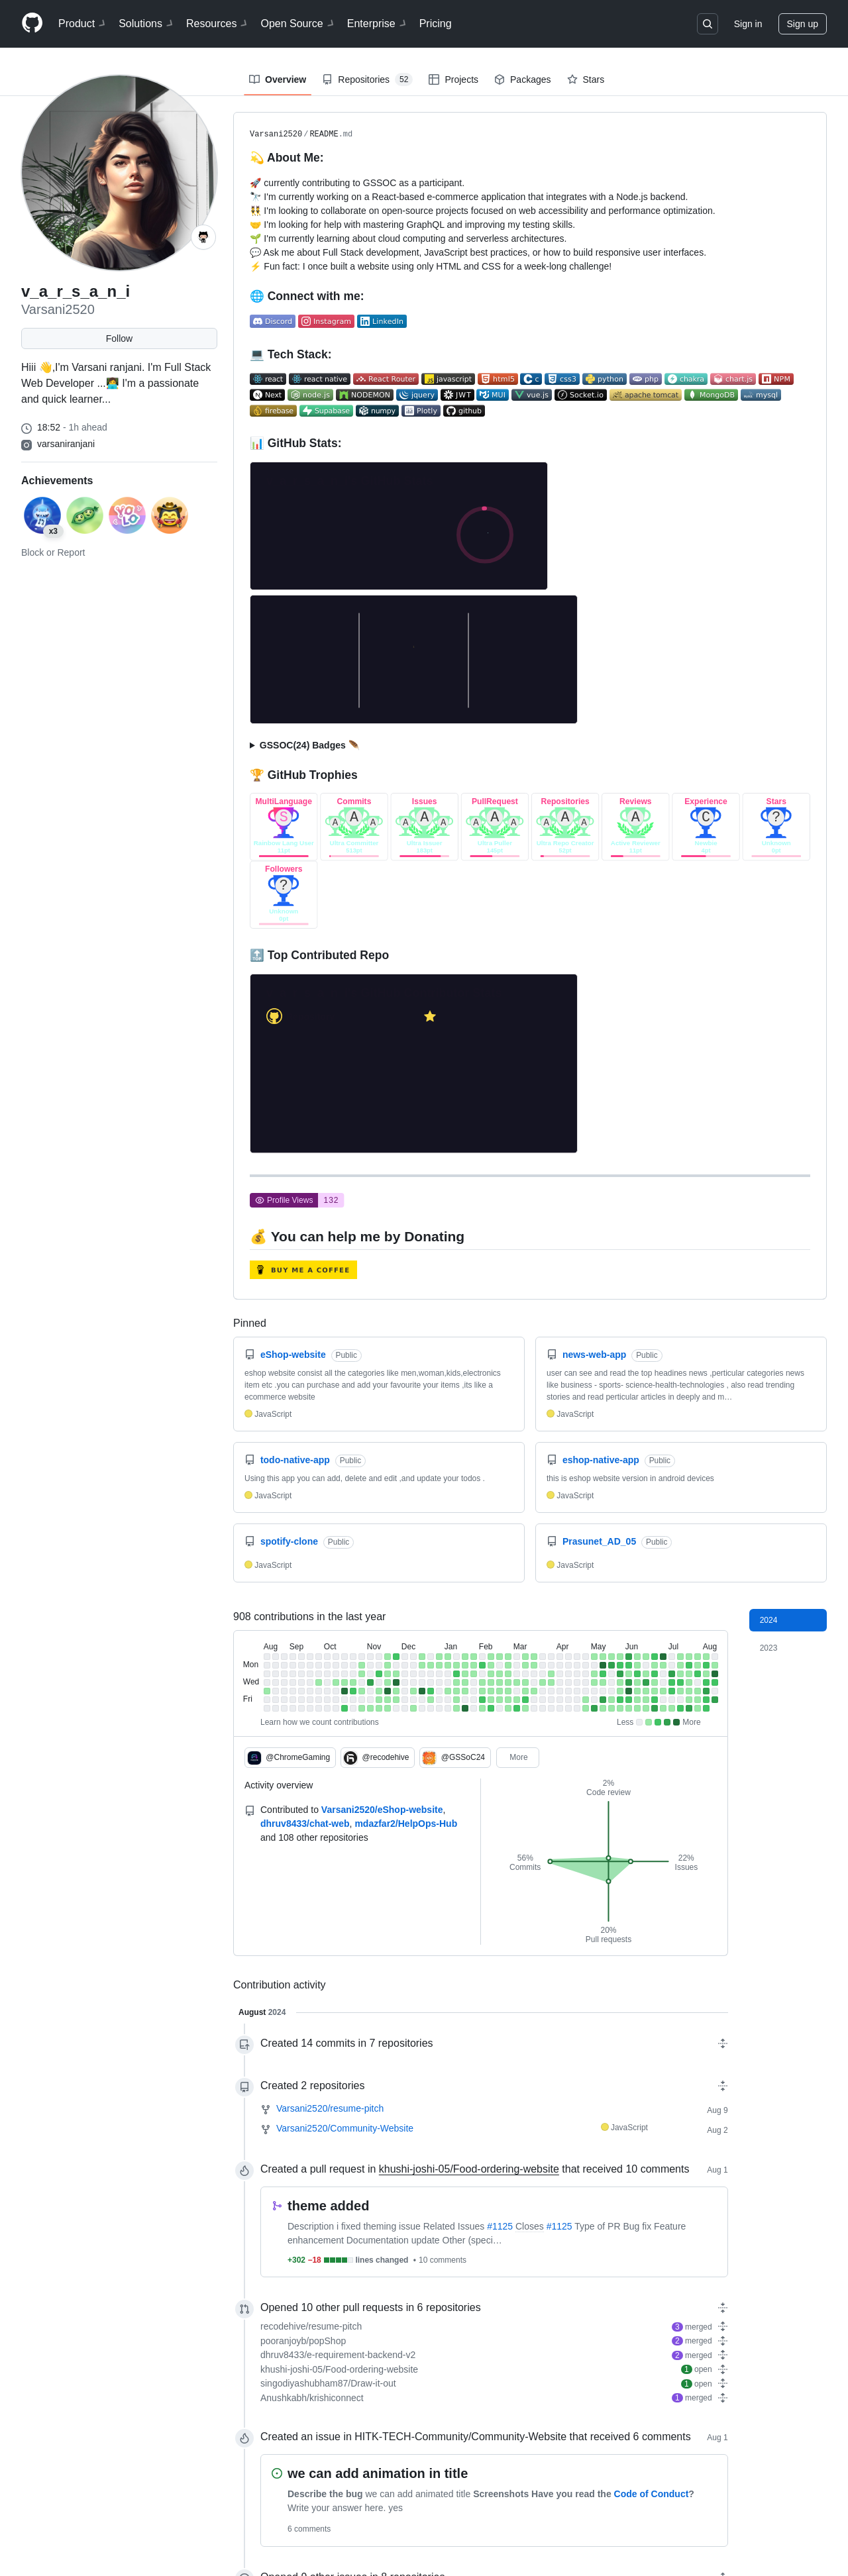 Product Solutions Resources Open Source Enterprise Pricing Sign in Sign up
Overview Repositories 52 Projects Packages Stars
v_a_r_s_a_n_i
Varsani2520
Follow
Hiii 👋,I'm Varsani ranjani. I'm Full Stack
Web Developer ...👩‍💻 I'm a passionate
and quick learner...
18:52 - 1h ahead
varsaniranjani
Achievements
YOLO
x3
Block or Report
Varsani2520/README.md
💫 About Me:
🚀 currently contributing to GSSOC as a participant.
🔭 I'm currently working on a React-based e-commerce application that integrates with a Node.js backend.
👯 I'm looking to collaborate on open-source projects focused on web accessibility and performance optimization.
🤝 I'm looking for help with mastering GraphQL and improving my testing skills.
🌱 I'm currently learning about cloud computing and serverless architectures.
💬 Ask me about Full Stack development, JavaScript best practices, or how to build responsive user interfaces.
⚡ Fun fact: I once built a website using only HTML and CSS for a week-long challenge!
🌐 Connect with me:
Discord Instagram LinkedIn
💻 Tech Stack:
react react native React Router javascript html5 c css3 python php chakra chart.js NPM
Next node.js NODEMON jquery JWT MUI vue.js Socket.io apache tomcat MongoDB mysql
firebase Supabase numpy Plotly github
📊 GitHub Stats:
GSSOC(24) Badges 🪶
🏆 GitHub Trophies
MultiLanguage Commits Issues PullRequest Repositories Reviews Experience Stars
S A A A A A A A A A A A A A C ?
Followers
?
🔝 Top Contributed Repo
Profile Views 132
💰 You can help me by Donating
BUY ME A COFFEE
Pinned
eShop-website Public
eshop website consist all the categories like men,woman,kids,electronics
item etc .you can purchase and add your favourite your items ,its like a
ecommerce website
JavaScript
news-web-app Public
user can see and read the top headines news ,perticular categories news
like business - sports- science-health-technologies , also read trending
stories and read perticular articles in deeply and m…
JavaScript
todo-native-app Public
Using this app you can add, delete and edit ,and update your todos .
JavaScript
eshop-native-app Public
this is eshop website version in android devices
JavaScript
spotify-clone Public
JavaScript
Prasunet_AD_05 Public
JavaScript
908 contributions in the last year
2024
2023
Aug Sep Oct Nov Dec Jan Feb Mar Apr May Jun Jul Aug
Mon
Wed
Fri
Learn how we count contributions
Less More
@ChromeGaming @recodehive @GSSoC24 More
Activity overview
Contributed to Varsani2520/eShop-website,
dhruv8433/chat-web, mdazfar2/HelpOps-Hub
and 108 other repositories
2%
Code review
56%
Commits
22%
Issues
20%
Pull requests
Contribution activity
August 2024
Created 14 commits in 7 repositories
Created 2 repositories
Varsani2520/resume-pitch Aug 9
Varsani2520/Community-Website JavaScript Aug 2
Created a pull request in khushi-joshi-05/Food-ordering-website that received 10 comments Aug 1
theme added
Description i fixed theming issue Related Issues #1125 Closes #1125 Type of PR Bug fix Feature
enhancement Documentation update Other (speci…
+302 −18 lines changed • 10 comments
Opened 10 other pull requests in 6 repositories
recodehive/resume-pitch 3 merged
pooranjoyb/popShop 2 merged
dhruv8433/e-requirement-backend-v2 2 merged
khushi-joshi-05/Food-ordering-website 1 open
singodiyashubham87/Draw-it-out 1 open
Anushkabh/krishiconnect 1 merged
Created an issue in HITK-TECH-Community/Community-Website that received 6 comments Aug 1
we can add animation in title
Describe the bug we can add animated title Screenshots Have you read the Code of Conduct?
Write your answer here. yes
6 comments